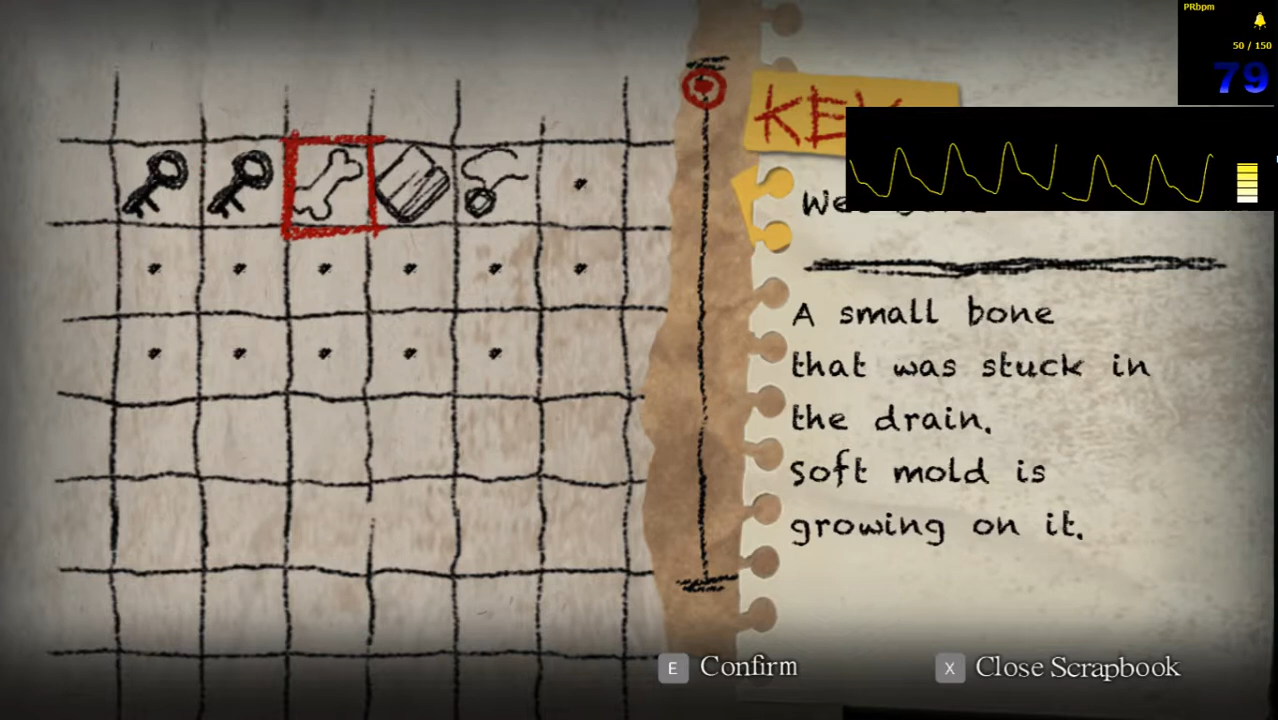 PRbpm
50 / 150
79
A small bone
that was stuck in
the drain.
Soft mold is
growing on it.
E Confirm
X Close Scrapbook